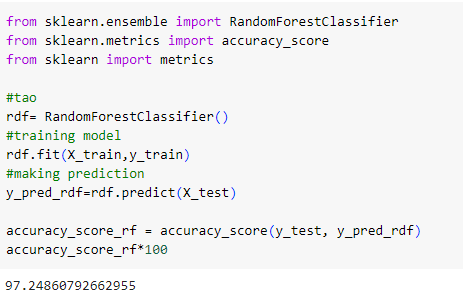 from sklearn.ensemble import RandomForestClassifier
from sklearn.metrics import accuracy_score
from sklearn import metrics
#tao
rdf= RandomForestClassifier()
#training model
rdf.fit(X_train,y_train)
#making prediction
y_pred_rdf=rdf.predict(X_test)
accuracy_score_rf = accuracy_score(y_test, y_pred_rdf)
accuracy_score_rf*100
97.24860792662955